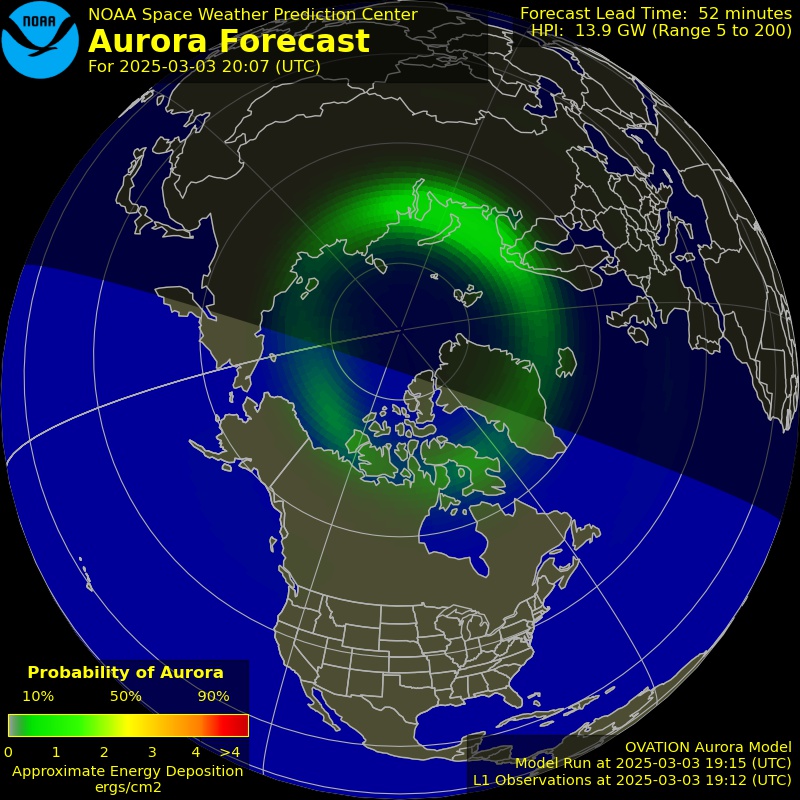 NOAA
NOAA Space Weather Prediction Center
Aurora Forecast
For 2025-03-03 20:07 (UTC)
Forecast Lead Time: 52 minutes
HPI: 13.9 GW (Range 5 to 200)
Probability of Aurora
10% 50% 90%
0 1 2 3 4 >4
Approximate Energy Deposition
ergs/cm2
OVATION Aurora Model
Model Run at 2025-03-03 19:15 (UTC)
L1 Observations at 2025-03-03 19:12 (UTC)